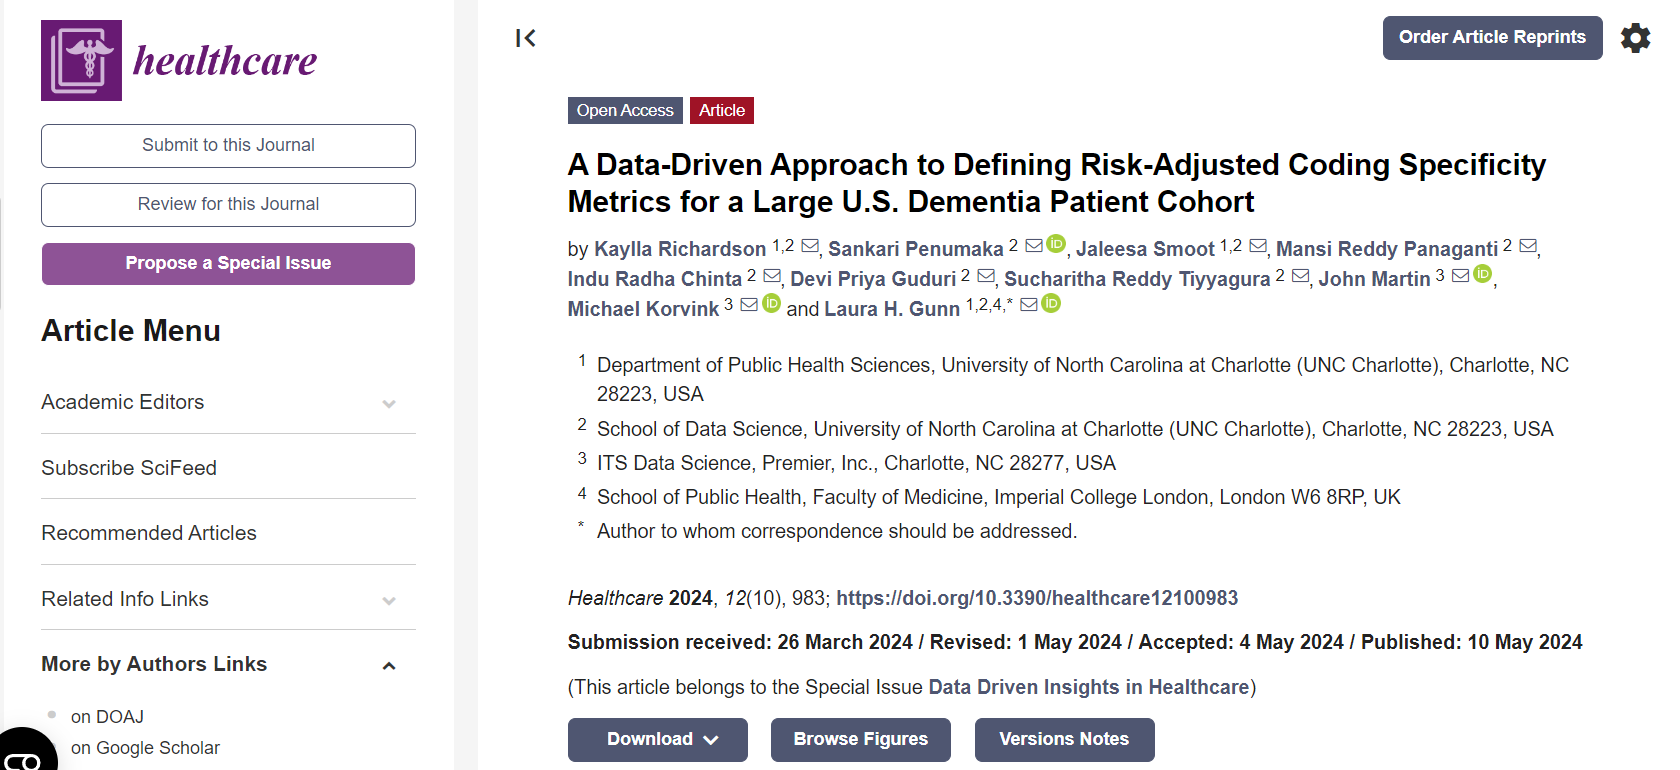 healthcare
Submit to this Journal
Review for this Journal
Propose a Special Issue
Article Menu
Academic Editors
Subscribe SciFeed
Recommended Articles
Related Info Links
More by Authors Links
on DOAJ
on Google Scholar
Order Article Reprints
Open Access Article
A Data-Driven Approach to Defining Risk-Adjusted Coding Specificity
Metrics for a Large U.S. Dementia Patient Cohort
by Kaylla Richardson 1,2, Sankari Penumaka 2 iD, Jaleesa Smoot 1,2, Mansi Reddy Panaganti 2,
Indu Radha Chinta 2, Devi Priya Guduri 2, Sucharitha Reddy Tiyyagura 2, John Martin 3 iD,
Michael Korvink 3 iD and Laura H. Gunn 1,2,4,* iD
1 Department of Public Health Sciences, University of North Carolina at Charlotte (UNC Charlotte), Charlotte, NC
28223, USA
2 School of Data Science, University of North Carolina at Charlotte (UNC Charlotte), Charlotte, NC 28223, USA
3 ITS Data Science, Premier, Inc., Charlotte, NC 28277, USA
4 School of Public Health, Faculty of Medicine, Imperial College London, London W6 8RP, UK
* Author to whom correspondence should be addressed.
Healthcare 2024, 12(10), 983; https://doi.org/10.3390/healthcare12100983
Submission received: 26 March 2024 / Revised: 1 May 2024 / Accepted: 4 May 2024 / Published: 10 May 2024
(This article belongs to the Special Issue Data Driven Insights in Healthcare)
Download Browse Figures Versions Notes